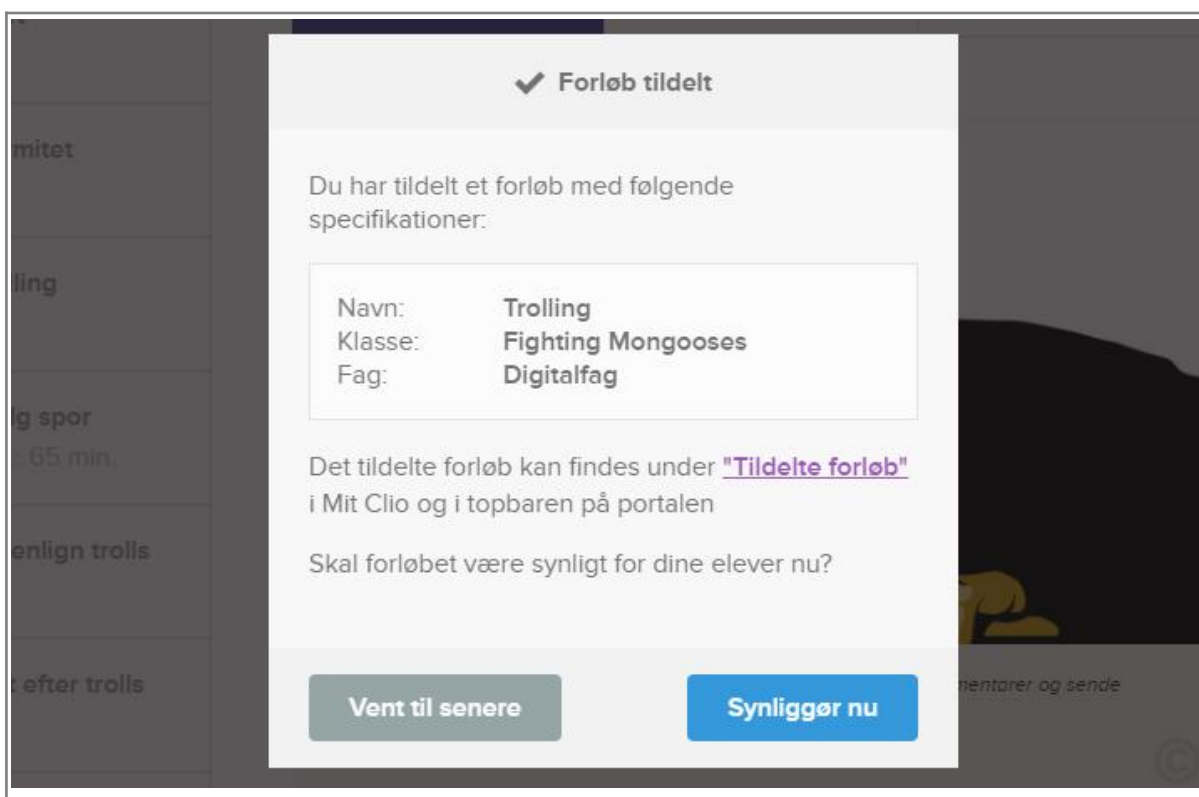 Forløb tildelt
mitet
Du har tildelt et forløb med følgende
specifikationer:
ling
Navn: Trolling
Klasse: Fighting Mongooses
Fag: Digitalfag
lg spor
65 min.
Det tildelte forløb kan findes under "Tildelte forløb"
i Mit Clio og i topbaren på portalen
enlign trolls
Skal forløbet være synligt for dine elever nu?
efter trolls
mentarer og sende
Vent til senere Synliggør nu
©